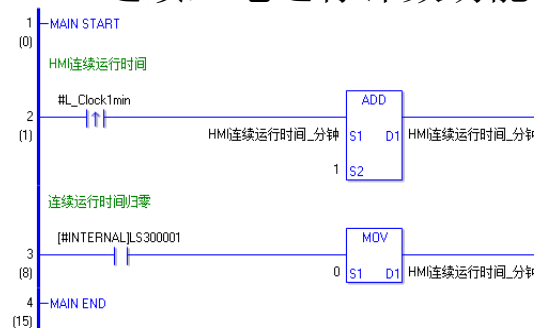 1 MAIN START
(0)
HMI连续运行时间
#L_Clock1min
ADD
2
(1) HMI连续运行时间_分钟 S1 D1 HMI连续运行时间_分钟
1 S2
连续运行时间归零
[#INTERNAL]LS300001
MOV
3
(8) 0 S1 D1 HMI连续运行时间_分钟
4 MAIN END
(15)